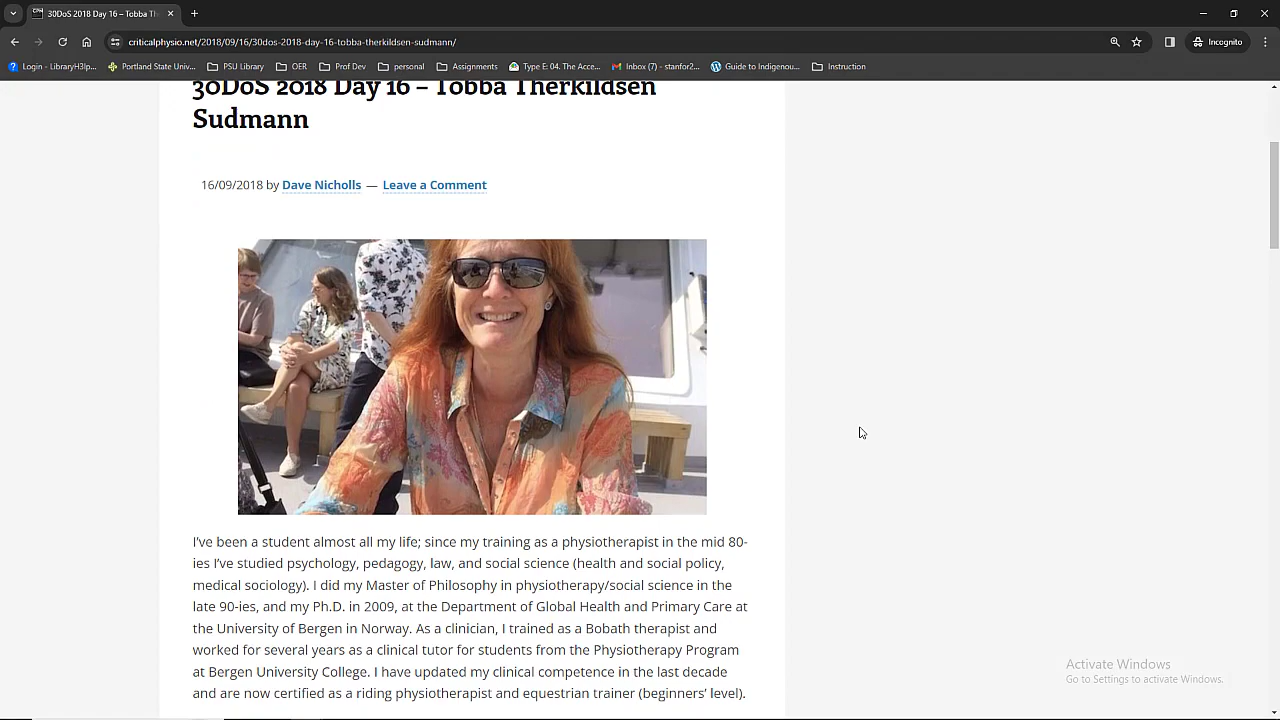 30DoS 2018 Day 16 – Tobba Th
criticalphysio.net/2018/09/16/30dos-2018-day-16-tobba-therkildsen-sudmann/
Incognito
Login - LibraryH3lp...
Portland State Univ...
PSU Library
OER
Prof Dev
personal
Assignments
Type E: 04. The Acce...
Inbox (7) - stanfor2...
Guide to Indigenou...
Instruction
30DoS 2018 Day 16 – Tobba Therkildsen
Sudmann
16/09/2018 by Dave Nicholls — Leave a Comment
I’ve been a student almost all my life; since my training as a physiotherapist in the mid 80-
ies I’ve studied psychology, pedagogy, law, and social science (health and social policy,
medical sociology). I did my Master of Philosophy in physiotherapy/social science in the
late 90-ies, and my Ph.D. in 2009, at the Department of Global Health and Primary Care at
the University of Bergen in Norway. As a clinician, I trained as a Bobath therapist and
worked for several years as a clinical tutor for students from the Physiotherapy Program
at Bergen University College. I have updated my clinical competence in the last decade
and are now certified as a riding physiotherapist and equestrian trainer (beginners’ level).
Activate Windows
Go to Settings to activate Windows.